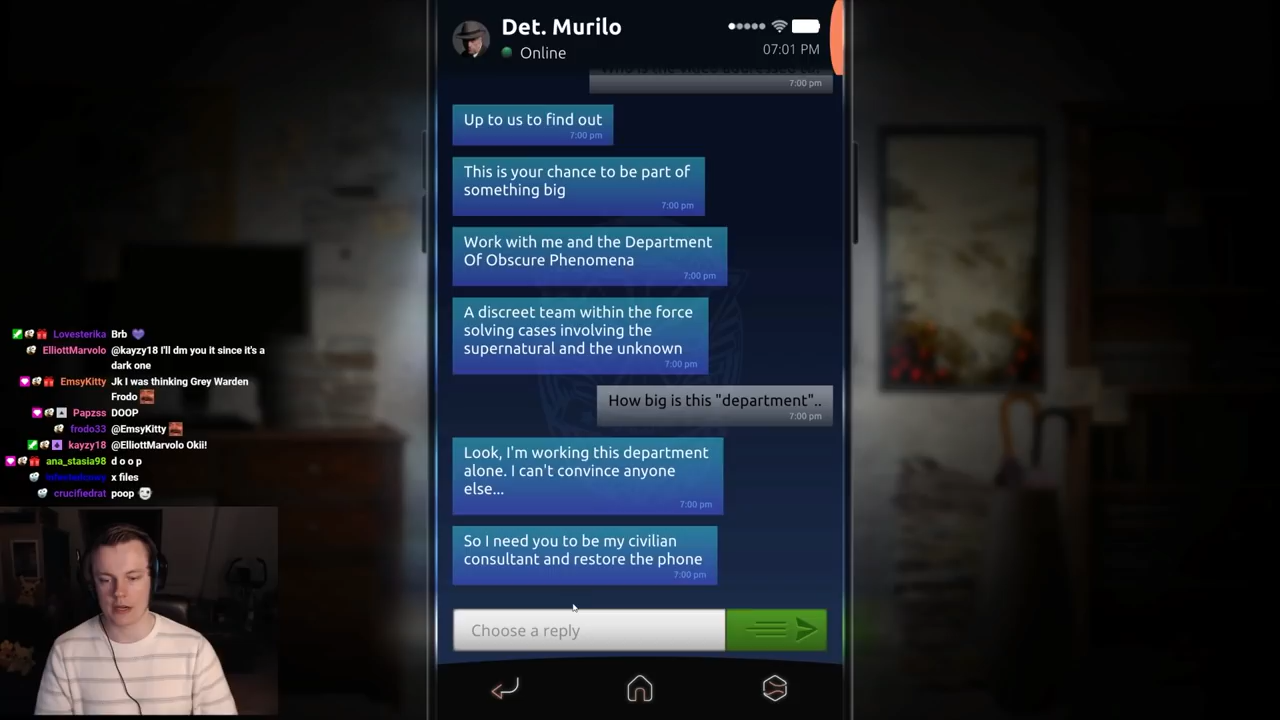 Det. Murilo
Online
07:01 PM
7:00 pm
Up to us to find out
7:00 pm
This is your chance to be part of
something big
7:00 pm
Work with me and the Department
Of Obscure Phenomena
7:00 pm
A discreet team within the force
solving cases involving the
supernatural and the unknown
7:00 pm
How big is this "department"..
7:00 pm
Look, I'm working this department
alone. I can't convince anyone
else...
7:00 pm
So I need you to be my civilian
consultant and restore the phone
7:00 pm
Choose a reply
Lovesterika Brb
ElliottMarvolo @kayzy18 I'll dm you it since it's a
dark one
EmsyKitty Jk I was thinking Grey Warden
Frodo
Papzss DOOP
frodo33 @EmsyKitty
kayzy18 @ElliottMarvolo Okii!
ana_stasia98 d o o p
x files
crucifiedrat poop